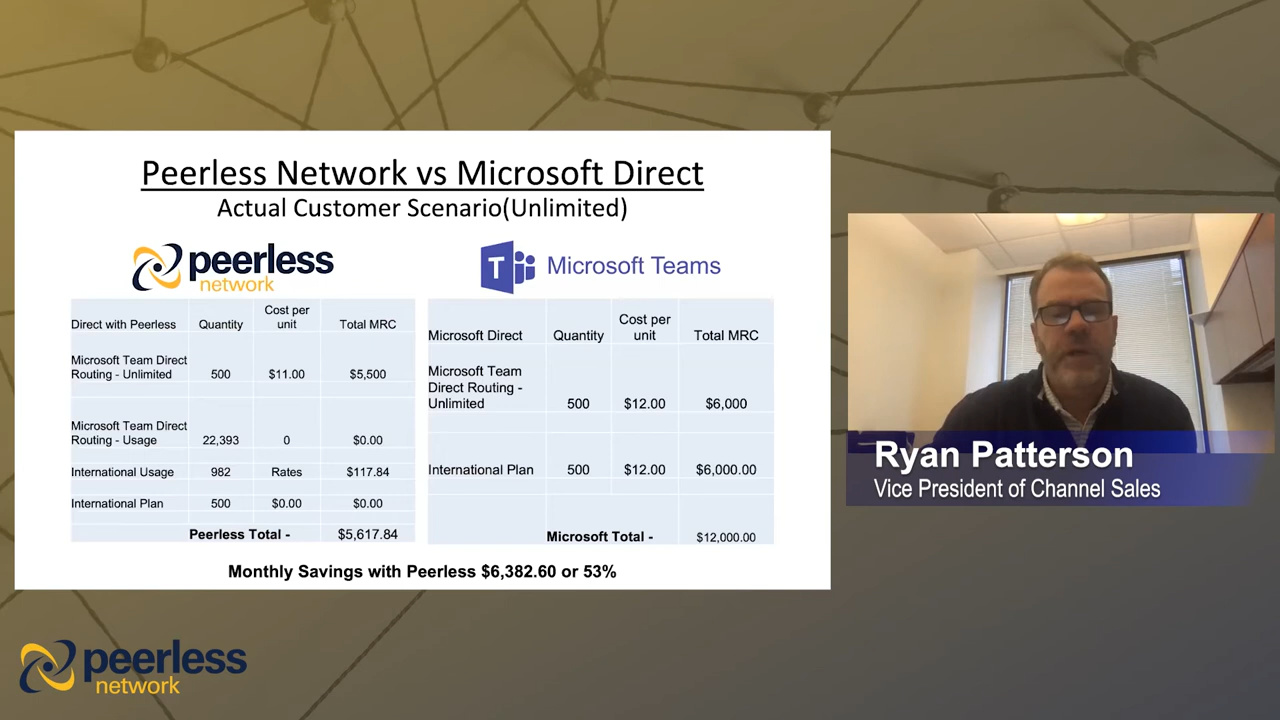 Peerless Network vs Microsoft Direct
Actual Customer Scenario(Unlimited)
peerless
network
Direct with Peerless Quantity Cost per unit Total MRC
Microsoft Team Direct
Routing - Unlimited 500 $11.00 $5,500
Microsoft Team Direct
Routing - Usage 22,393 0 $0.00
International Usage 982 Rates $117.84
International Plan 500 $0.00 $0.00
Peerless Total - $5,617.84
T Microsoft Teams
Microsoft Direct Quantity Cost per unit Total MRC
Microsoft Team
Direct Routing -
Unlimited 500 $12.00 $6,000
International Plan 500 $12.00 $6,000.00
Microsoft Total - $12,000.00
Monthly Savings with Peerless $6,382.60 or 53%
Ryan Patterson
Vice President of Channel Sales
peerless
network